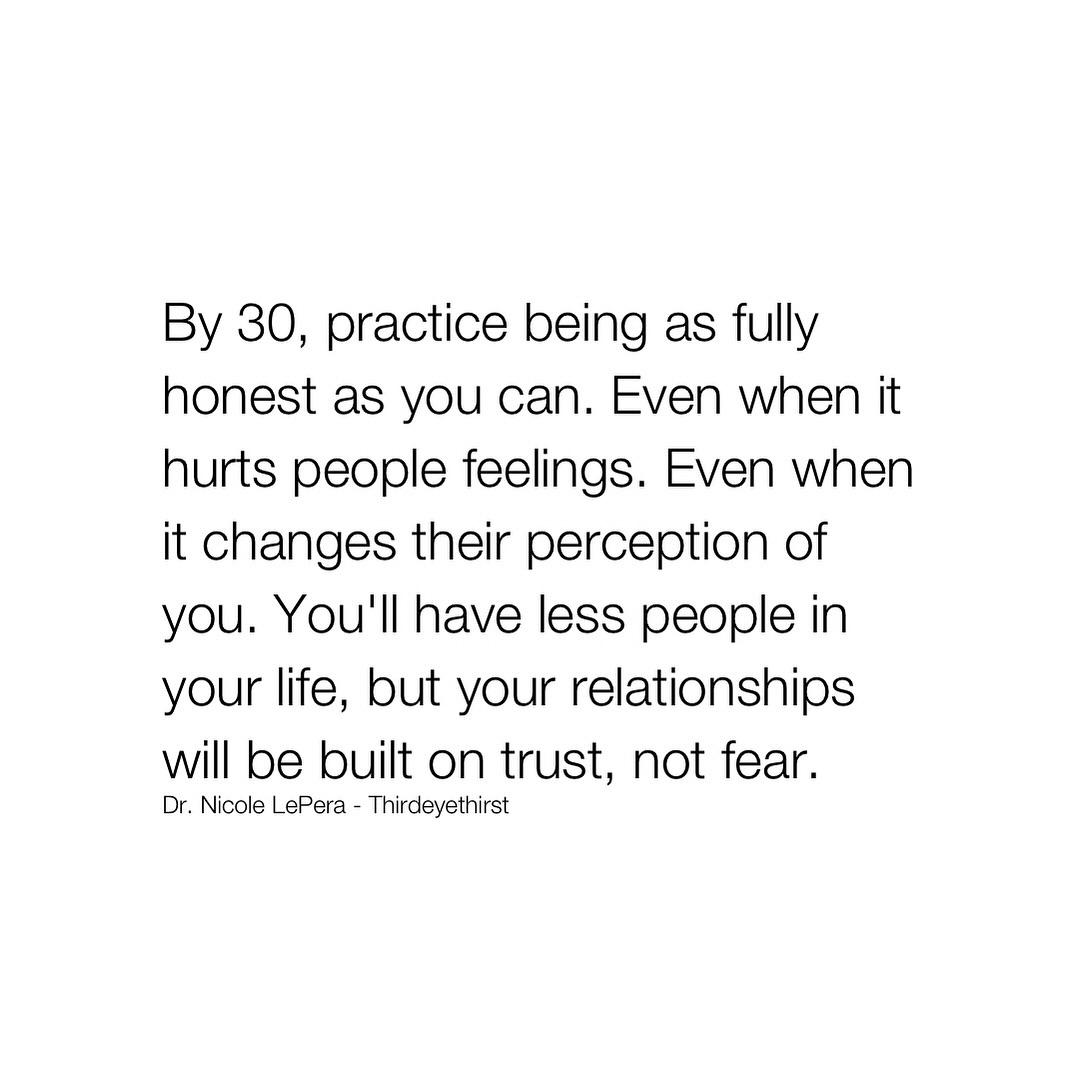 By 30, practice being as fully
honest as you can. Even when it
hurts people feelings. Even when
it changes their perception of
you. You'll have less people in
your life, but your relationships
will be built on trust, not fear.
Dr. Nicole LePera - Thirdeyethirst